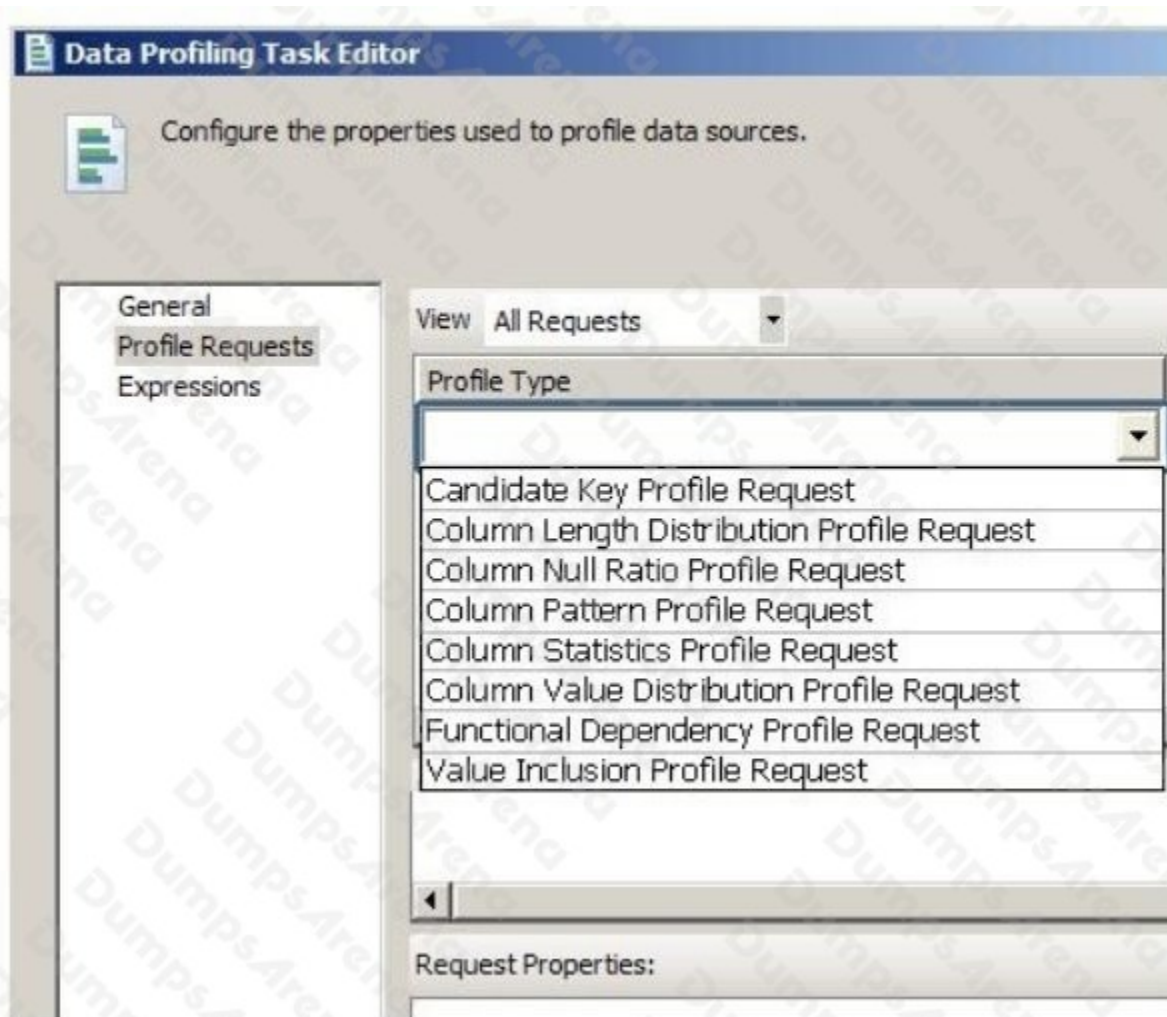 Data Profiling Task Editor
Configure the properties used to profile data sources.
General
Profile Requests
Expressions
View All Requests
Profile Type
Candidate Key Profile Request
Column Length Distribution Profile Request
Column Null Ratio Profile Request
Column Pattern Profile Request
Column Statistics Profile Request
Column Value Distribution Profile Request
Functional Dependency Profile Request
Value Inclusion Profile Request
Request Properties:
DumpsArena